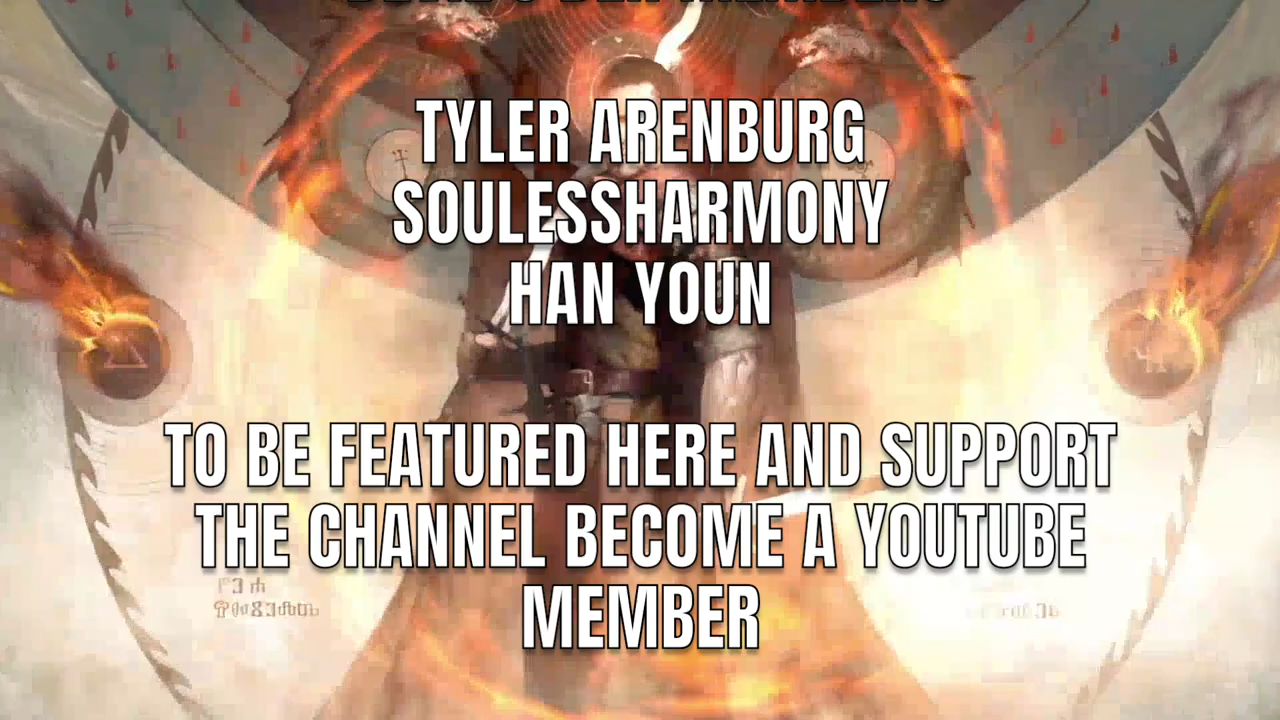 TYLER ARENBURG
SOULESSHARMONY
HAN YOUN
TO BE FEATURED HERE AND SUPPORT
THE CHANNEL BECOME A YOUTUBE
MEMBER